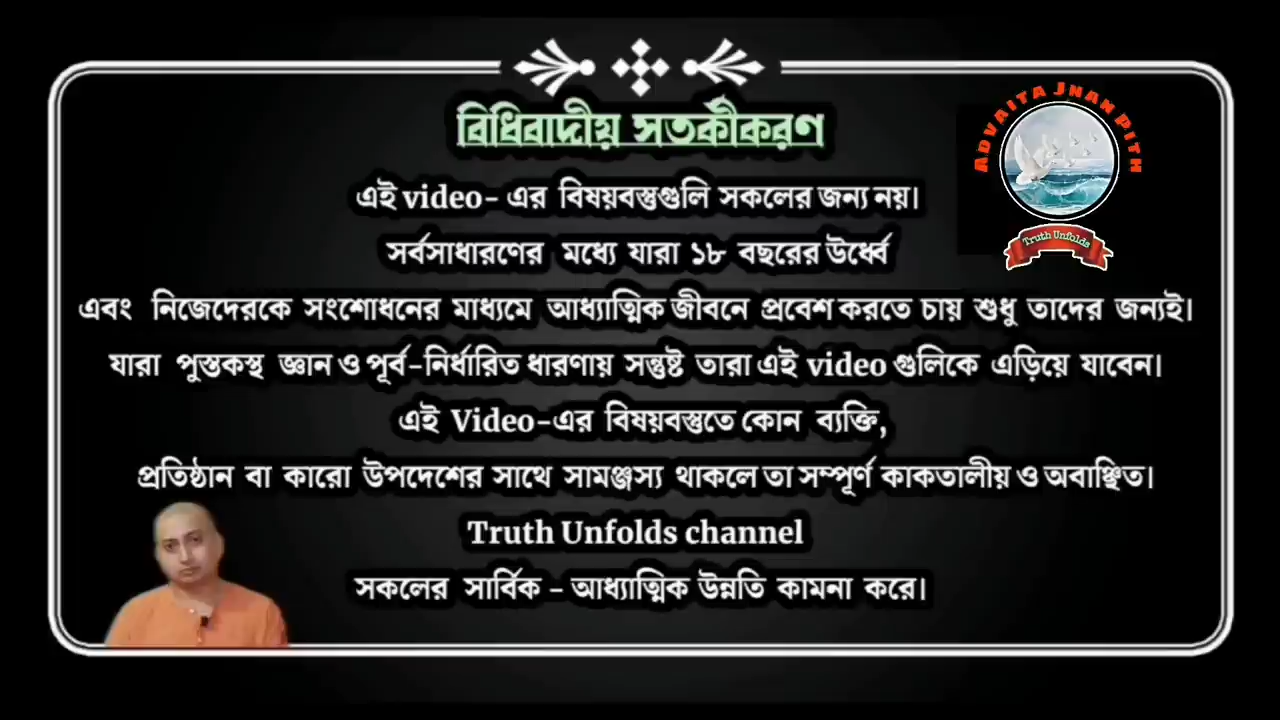 বিধিবাদীয় সতর্কীকরণ
ADVAITA JNAN PITH
Truth Unfolds
এই video- এর বিষয়বস্তুগুলি সকলের জন্য নয়।
সর্বসাধারণের মধ্যে যারা ১৮ বছরের উর্ধ্বে
এবং নিজেদেরকে সংশোধনের মাধ্যমে আধ্যাত্মিক জীবনে প্রবেশ করতে চায় শুধু তাদের জন্যই।
যারা পুস্তকস্থ জ্ঞান ও পূর্ব-নির্ধারিত ধারণায় সন্তুষ্ট তারা এই video গুলিকে এড়িয়ে যাবেন।
এই Video-এর বিষয়বস্তুতে কোন ব্যক্তি,
প্রতিষ্ঠান বা কারো উপদেশের সাথে সামঞ্জস্য থাকলে তা সম্পূর্ণ কাকতালীয় ও অবাঞ্ছিত।
Truth Unfolds channel
সকলের সার্বিক - আধ্যাত্মিক উন্নতি কামনা করে।